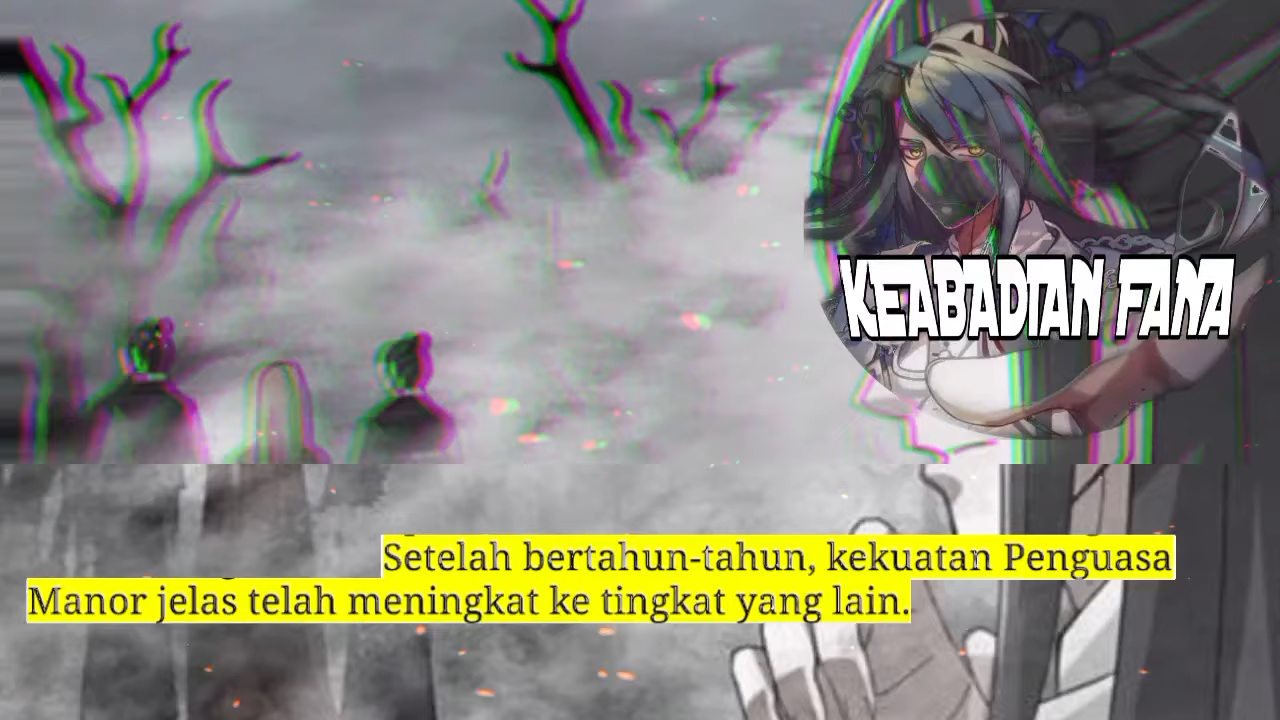 KEABADIAN FANA
Setelah bertahun-tahun, kekuatan Penguasa
Manor jelas telah meningkat ke tingkat yang lain.